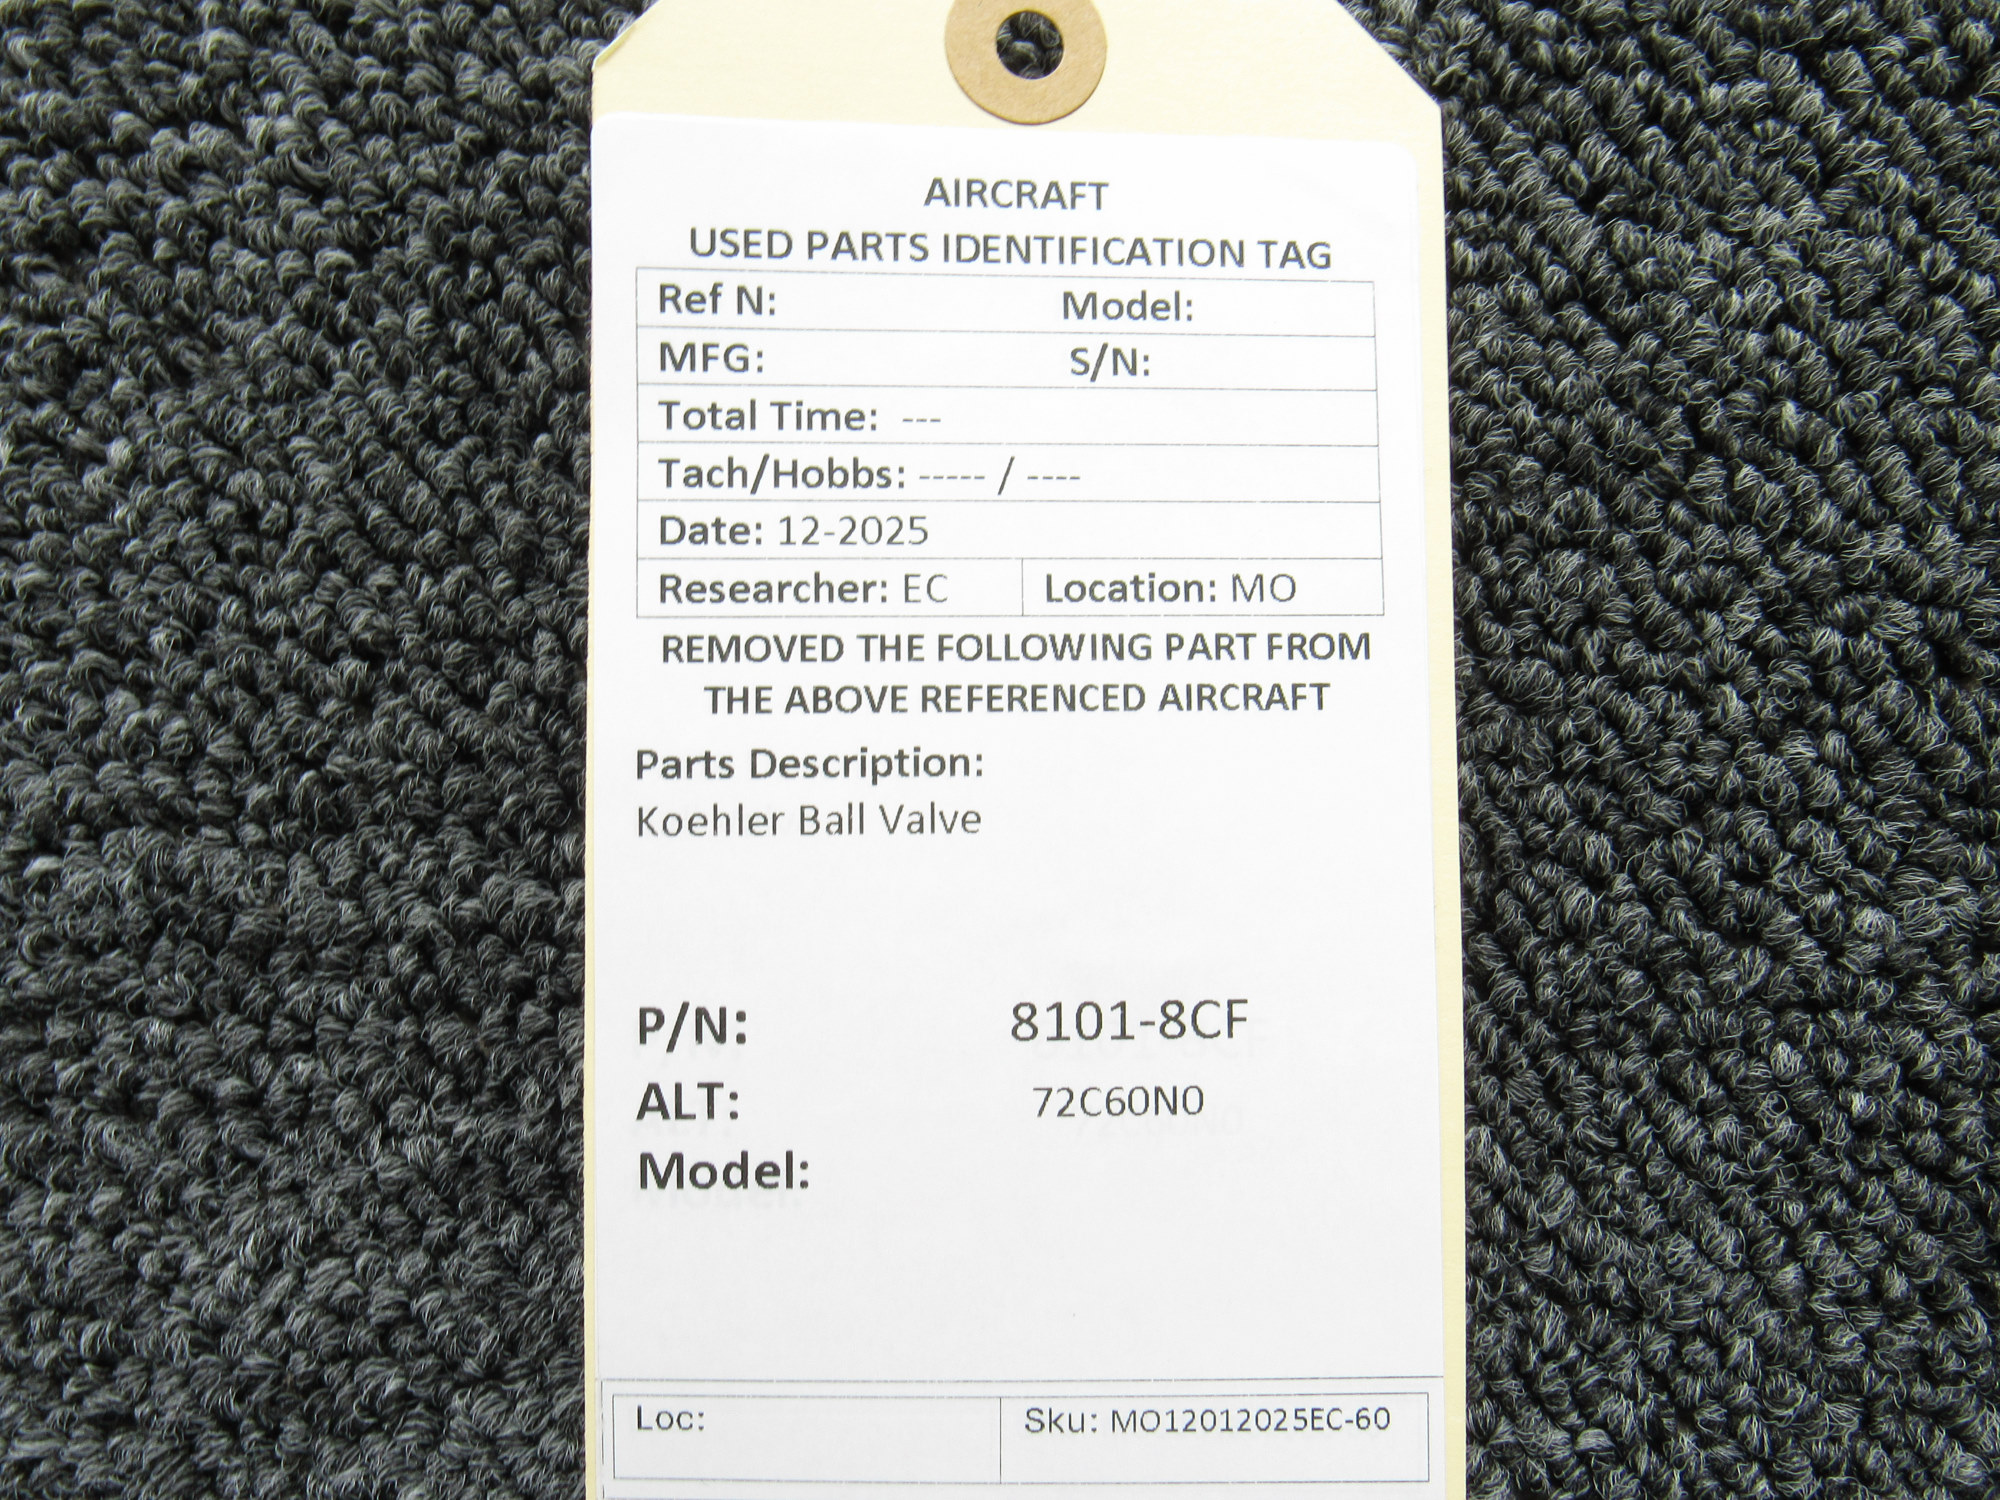 AIRCRAFT
USED PARTS IDENTIFICATION TAG
Ref N: Model:
MFG: S/N:
Total Time: ---
Tach/Hobbs: ----- / ----
Date: 12-2025
Researcher: EC Location: MO
REMOVED THE FOLLOWING PART FROM
THE ABOVE REFERENCED AIRCRAFT
Parts Description:
Koehler Ball Valve
P/N: 8101-8CF
ALT: 72C60N0
Model:
Loc: Sku: MO12012025EC-60